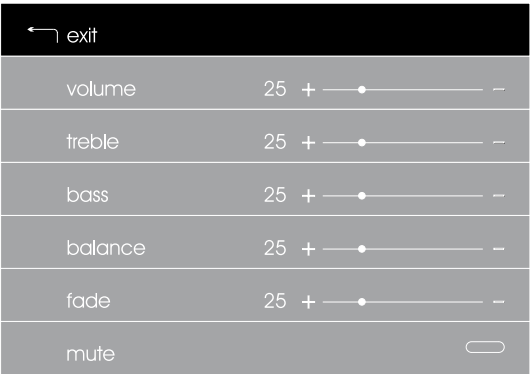 exit
volume 25 + -
treble 25 + -
bass 25 + -
balance 25 + -
fade 25 + -
mute